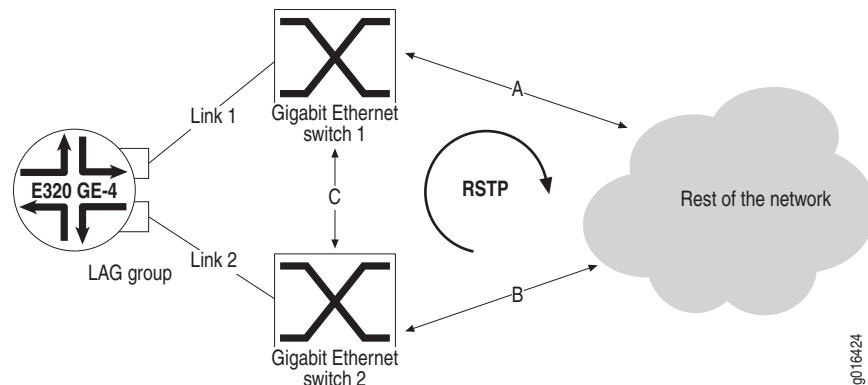 Gigabit Ethernet
switch 1
A
Link 1
E320 GE-4
C
RSTP
Rest of the network
LAG group
Link 2
B
Gigabit Ethernet
switch 2
g016424